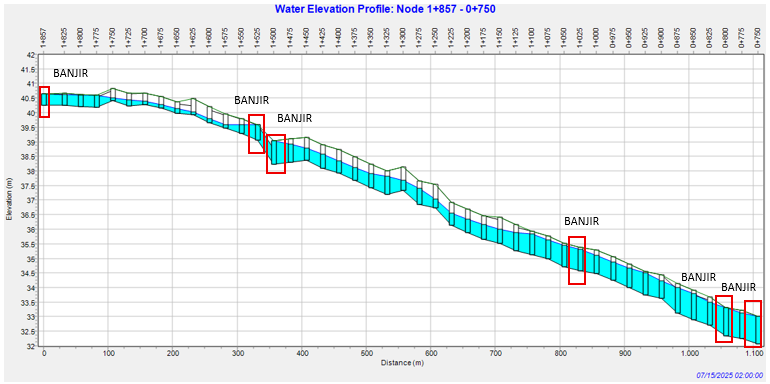 Water Elevation Profile: Node 1+857 - 0+750
1+857 1+825 1+800 1+775 1+750 1+725 1+700 1+675 1+650 1+625 1+600 1+575 1+550 1+525 1+500 1+475 1+450 1+425 1+400 1+375 1+350 1+325 1+300 1+275 1+250 1+225 1+200 1+175 1+150 1+125 1+100 1+075 1+050 1+025 1+000 0+975 0+950 0+925 0+900 0+875 0+850 0+825 0+800 0+775 0+750
42
41.5
BANJIR
41
40.5
BANJIR
40
BANJIR
39.5
39
38.5
38
37.5
37
36.5
BANJIR
36
35.5
35
34.5
BANJIR
34
BANJIR
33.5
33
32.5
32
Elevation (m)
0 100 200 300 400 500 600 700 800 900 1.000 1.100
Distance (m)
07/15/2025 02:00:00